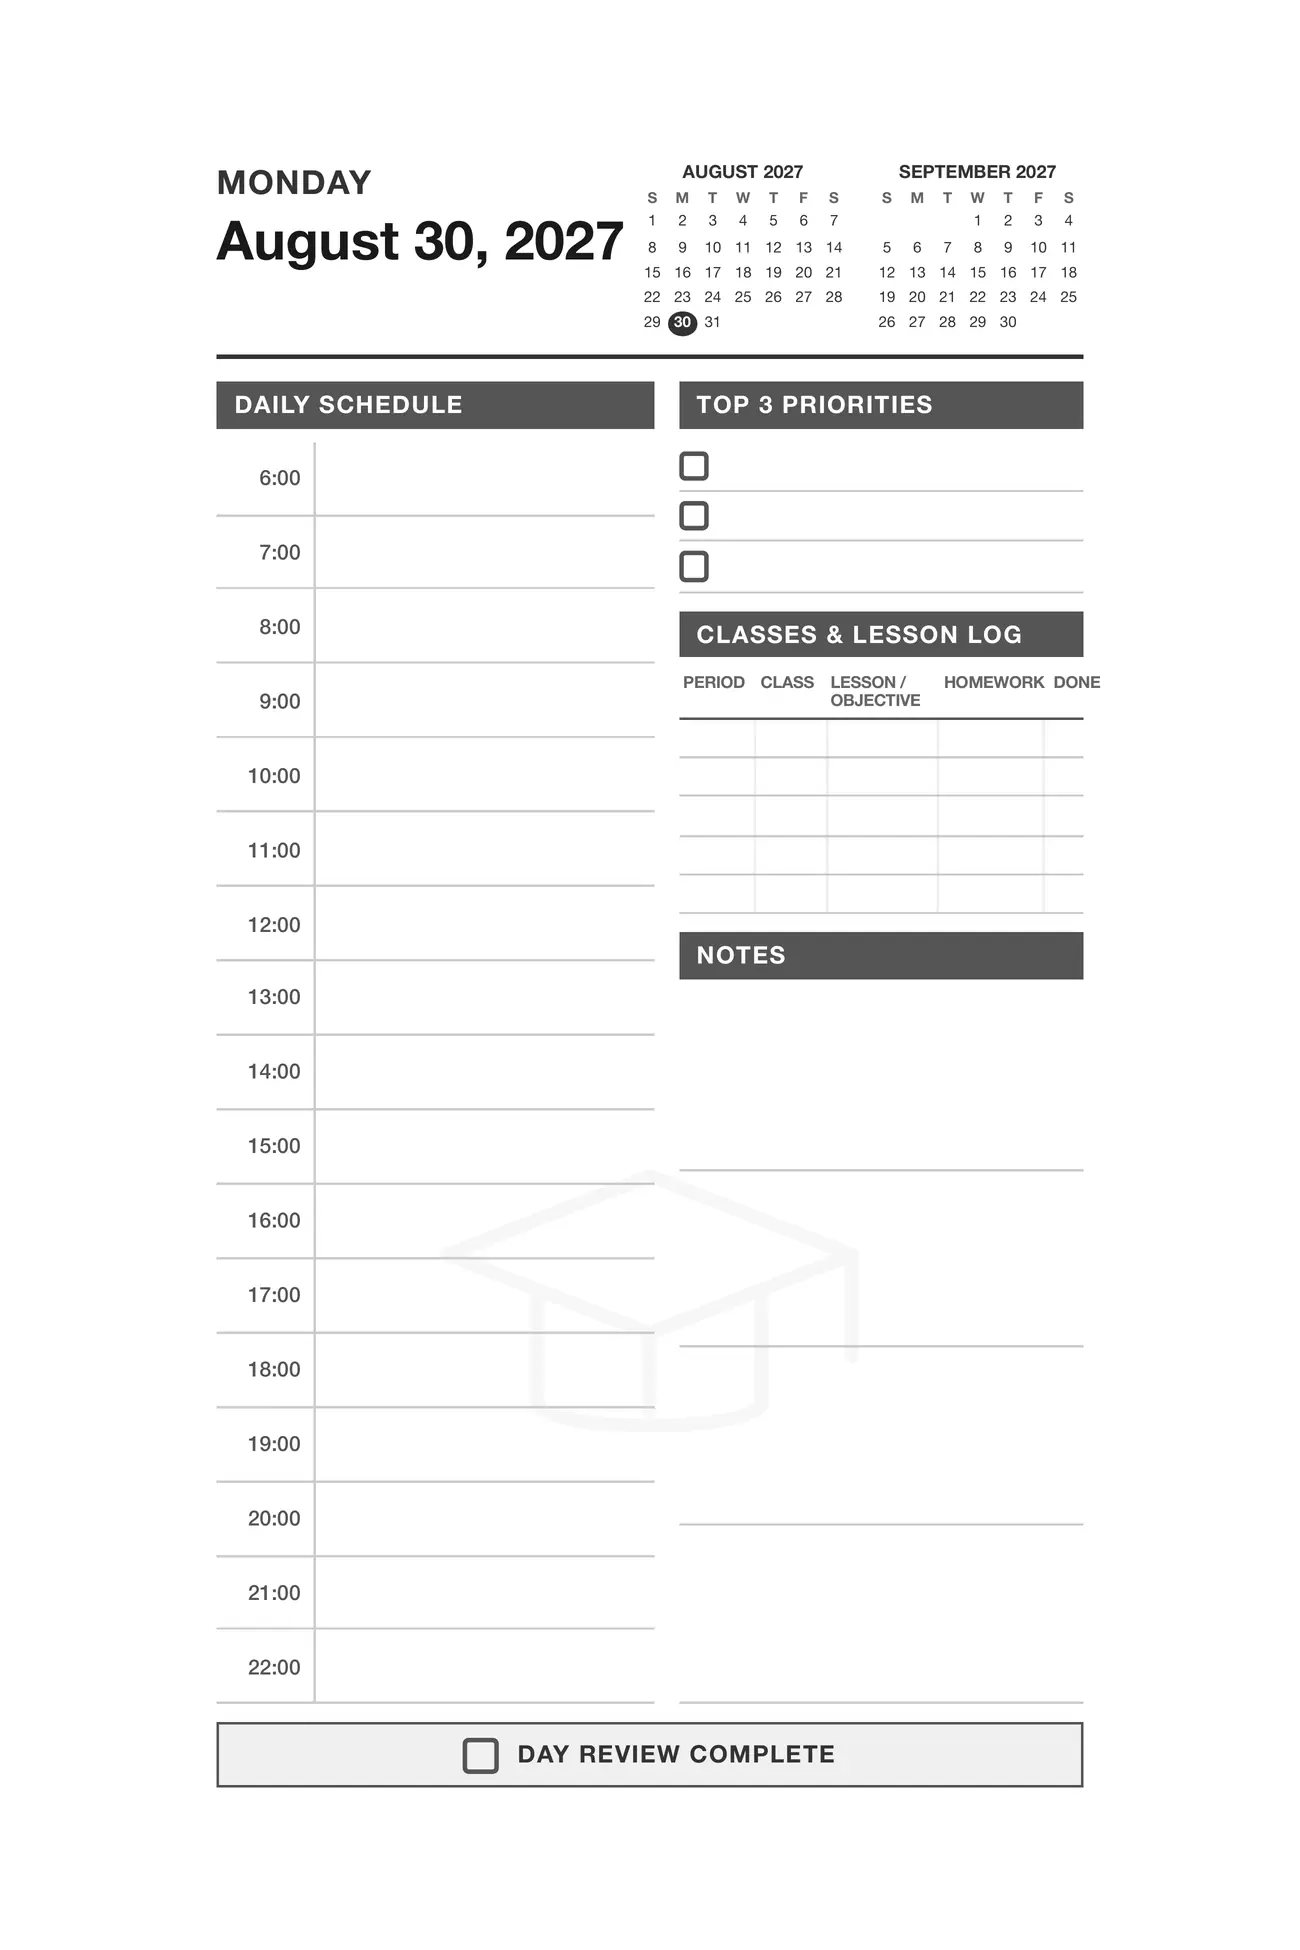 MONDAY
August 30, 2027
AUGUST 2027
S M T W T F S
1 2 3 4 5 6 7
8 9 10 11 12 13 14
15 16 17 18 19 20 21
22 23 24 25 26 27 28
29 30 31
SEPTEMBER 2027
S M T W T F S
1 2 3 4
5 6 7 8 9 10 11
12 13 14 15 16 17 18
19 20 21 22 23 24 25
26 27 28 29 30
DAILY SCHEDULE
6:00
7:00
8:00
9:00
10:00
11:00
12:00
13:00
14:00
15:00
16:00
17:00
18:00
19:00
20:00
21:00
22:00
TOP 3 PRIORITIES
CLASSES & LESSON LOG
PERIOD CLASS LESSON / HOMEWORK DONE
OBJECTIVE
NOTES
DAY REVIEW COMPLETE